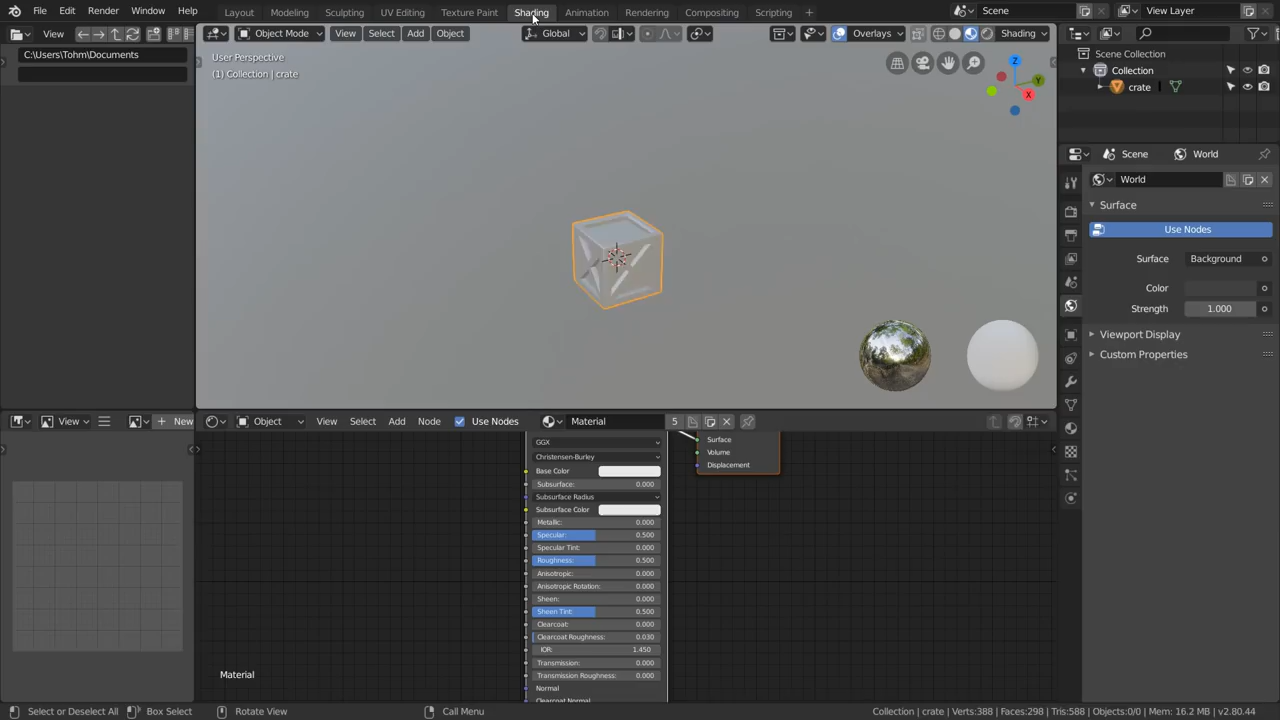 File Edit Render Window Help Layout Modeling Sculpting UV Editing Texture Paint Shading Animation Rendering Compositing Scripting + Scene View Layer
View Object Mode View Select Add Object Global Overlays Shading
C:\Users\Tohm\Documents
User Perspective
(1) Collection | crate
Z
Y
X
Scene Collection
Collection
crate
Scene World
World
Surface
Use Nodes
Surface Background
Color
Strength 1.000
Viewport Display
Custom Properties
View New Object View Select Add Node Use Nodes Material 5
GGX
Christensen-Burley
Base Color
Subsurface: 0.000
Subsurface Radius
Subsurface Color
Metallic: 0.000
Specular: 0.500
Specular Tint: 0.000
Roughness: 0.500
Anisotropic: 0.000
Anisotropic Rotation: 0.000
Sheen: 0.000
Sheen Tint: 0.500
Clearcoat: 0.000
Clearcoat Roughness: 0.030
IOR: 1.450
Transmission: 0.000
Transmission Roughness: 0.000
Normal
Clearcoat Normal
Surface
Volume
Displacement
Material
Select or Deselect All Box Select Rotate View Call Menu Collection | crate | Verts:388 | Faces:298 | Tris:588 | Objects:0/0 | Mem: 16.2 MB | v2.80.44